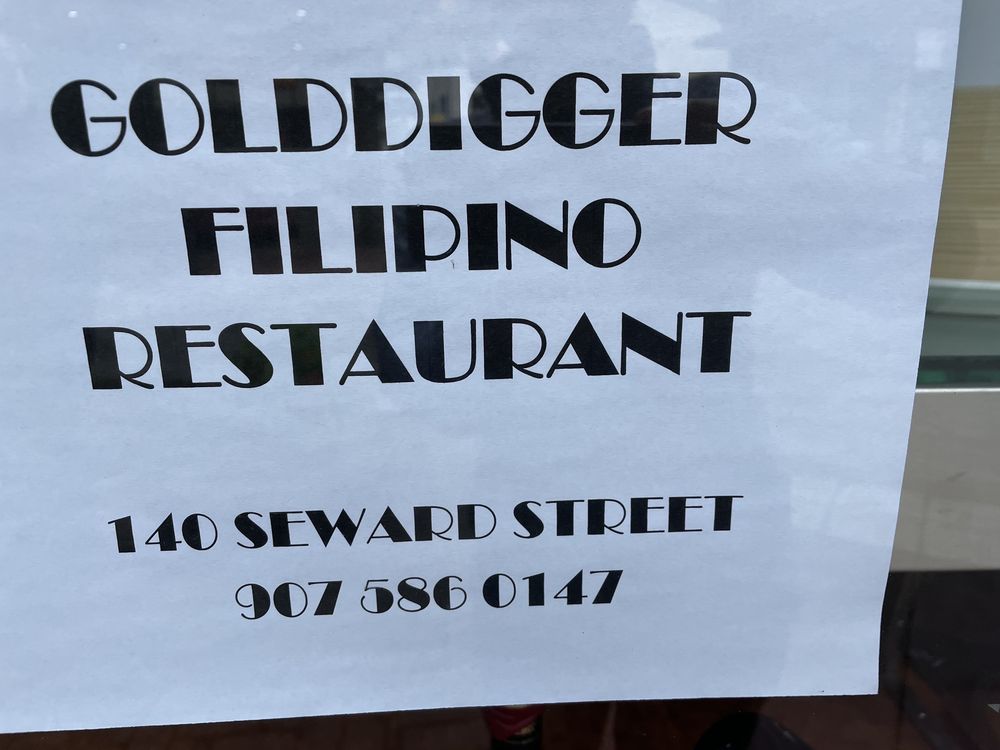 GOLDDIGGER
FILIPINO
RESTAURANT
140 SEWARD STREET
907 586 0147